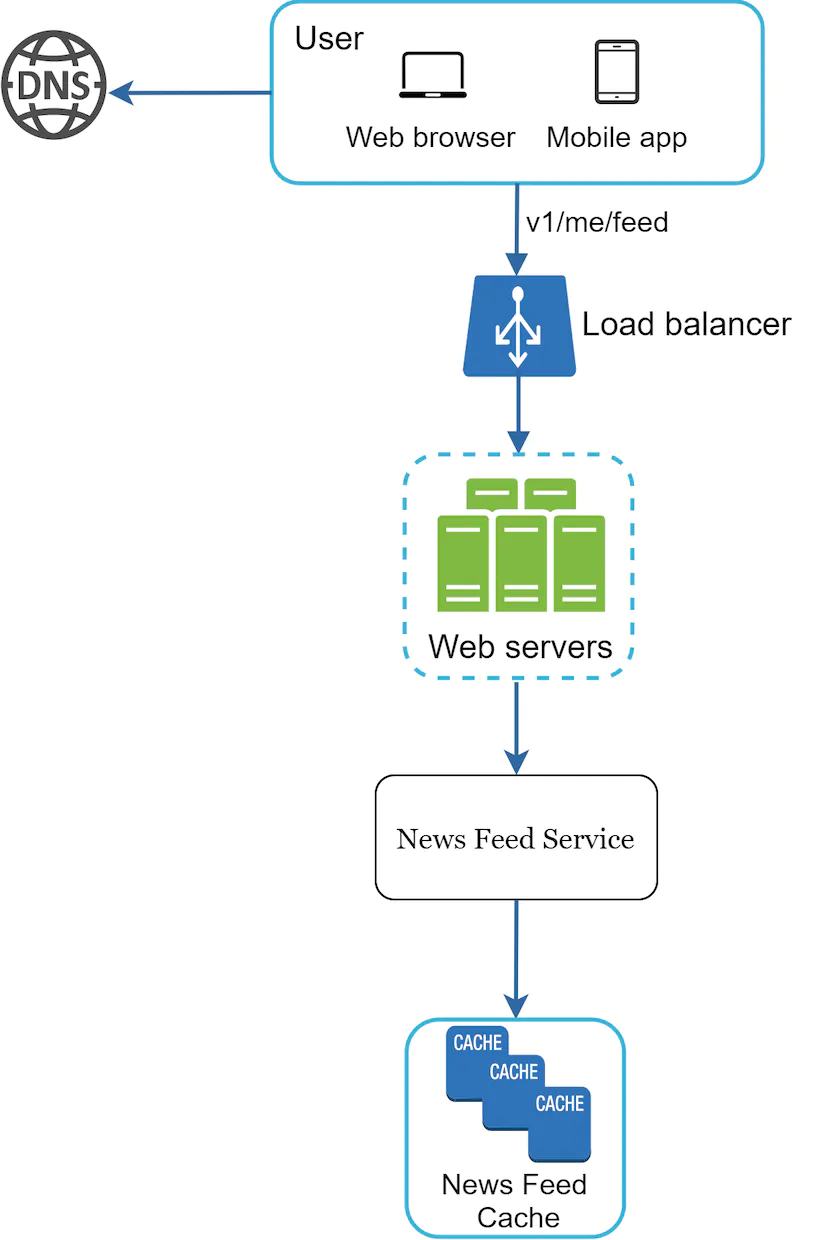 User
DNS
Web browser
Mobile app
v1/me/feed
Load balancer
Web servers
News Feed Service
CACHE
CACHE
CACHE
News Feed
Cache